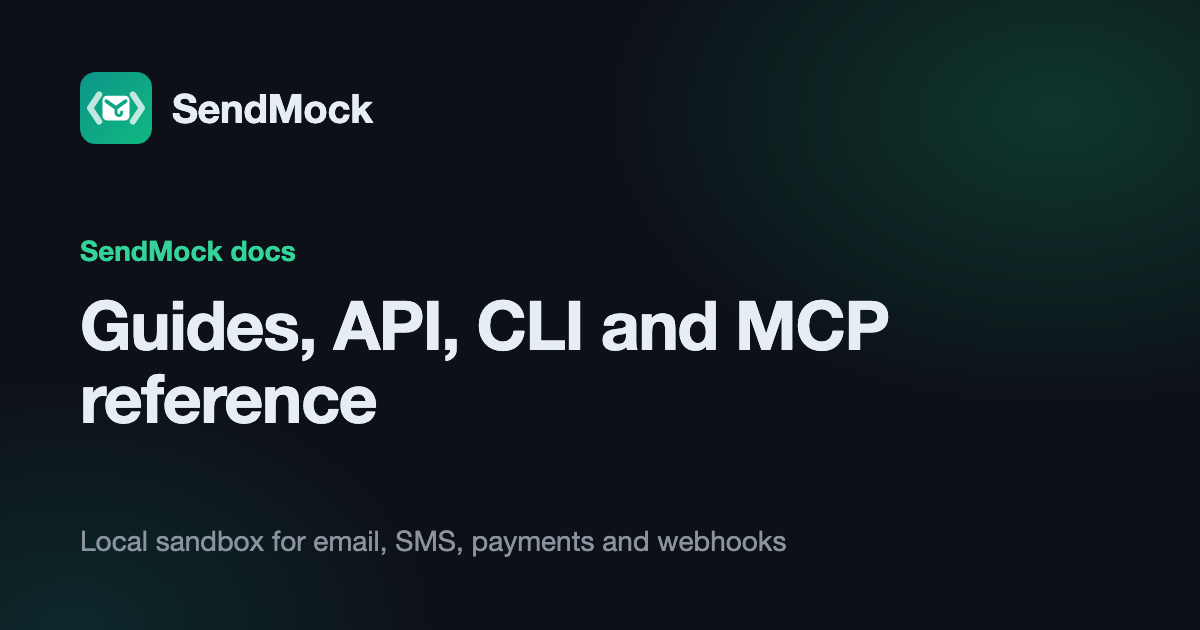 SendMock
SendMock docs
Guides, API, CLI and MCP
reference
Local sandbox for email, SMS, payments and webhooks